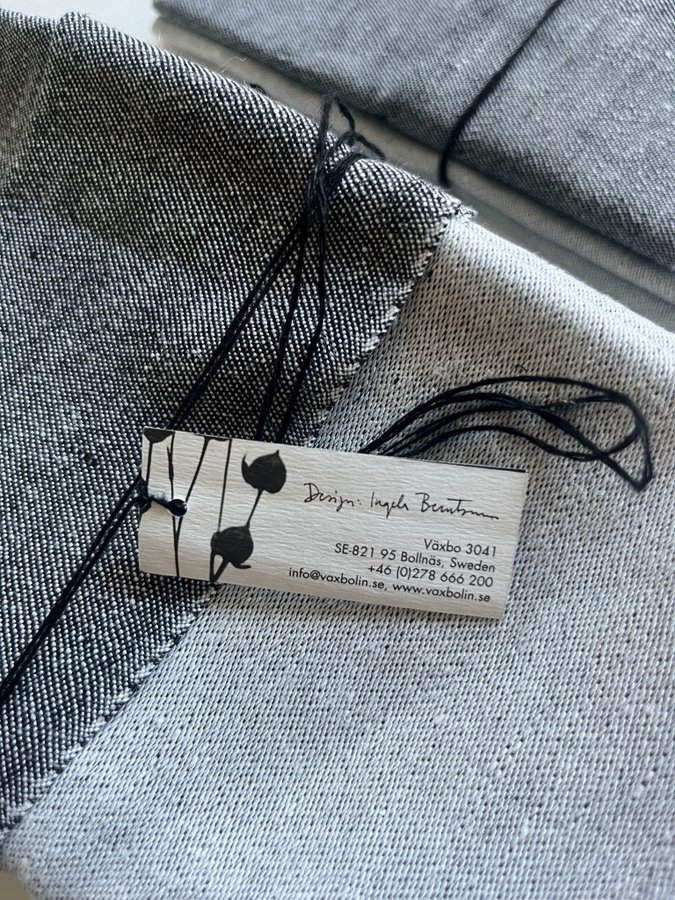 Design: Ingela Berntsson
Växbo 3041
SE-821 95 Bollnäs, Sweden
+46 (0)278 666 200
info@vaxbolin.se, www.vaxbolin.se